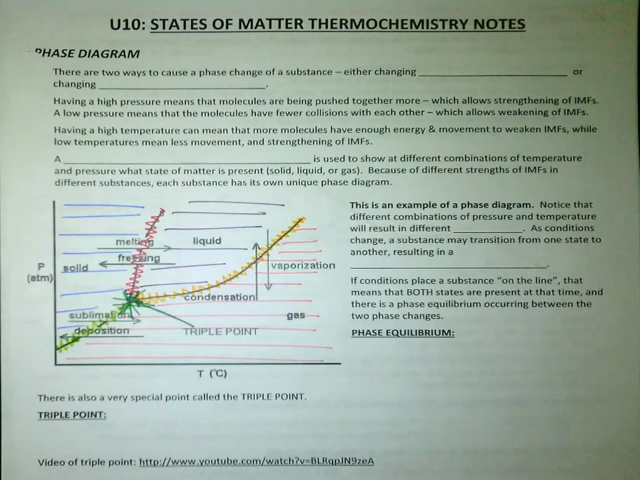 U10: STATES OF MATTER THERMOCHEMISTRY NOTES
PHASE DIAGRAM
There are two ways to cause a phase change of a substance – either changing ______________________________ or
changing ________________________________.
Having a high pressure means that molecules are being pushed together more – which allows strengthening of IMFs.
A low pressure means that the molecules have fewer collisions with each other – which allows weakening of IMFs.
Having a high temperature can mean that more molecules have enough energy & movement to weaken IMFs, while
low temperatures mean less movement, and strengthening of IMFs.
A ________________________________________________ is used to show at different combinations of temperature
and pressure what state of matter is present (solid, liquid, or gas). Because of different strengths of IMFs in
different substances, each substance has its own unique phase diagram.
P
(atm)
solid
melting
freezing
liquid
vaporization
condensation
sublimation
deposition
TRIPLE POINT
gas
T (°C)
This is an example of a phase diagram. Notice that
different combinations of pressure and temperature
will result in different ______________. As conditions
change, a substance may transition from one state to
another, resulting in a
________________________________________.
If conditions place a substance "on the line", that
means that BOTH states are present at that time, and
there is a phase equilibrium occurring between the
two phase changes.
PHASE EQUILIBRIUM:
There is also a very special point called the TRIPLE POINT.
TRIPLE POINT:
Video of triple point: http://www.youtube.com/watch?v=BLRqpJN9zeA